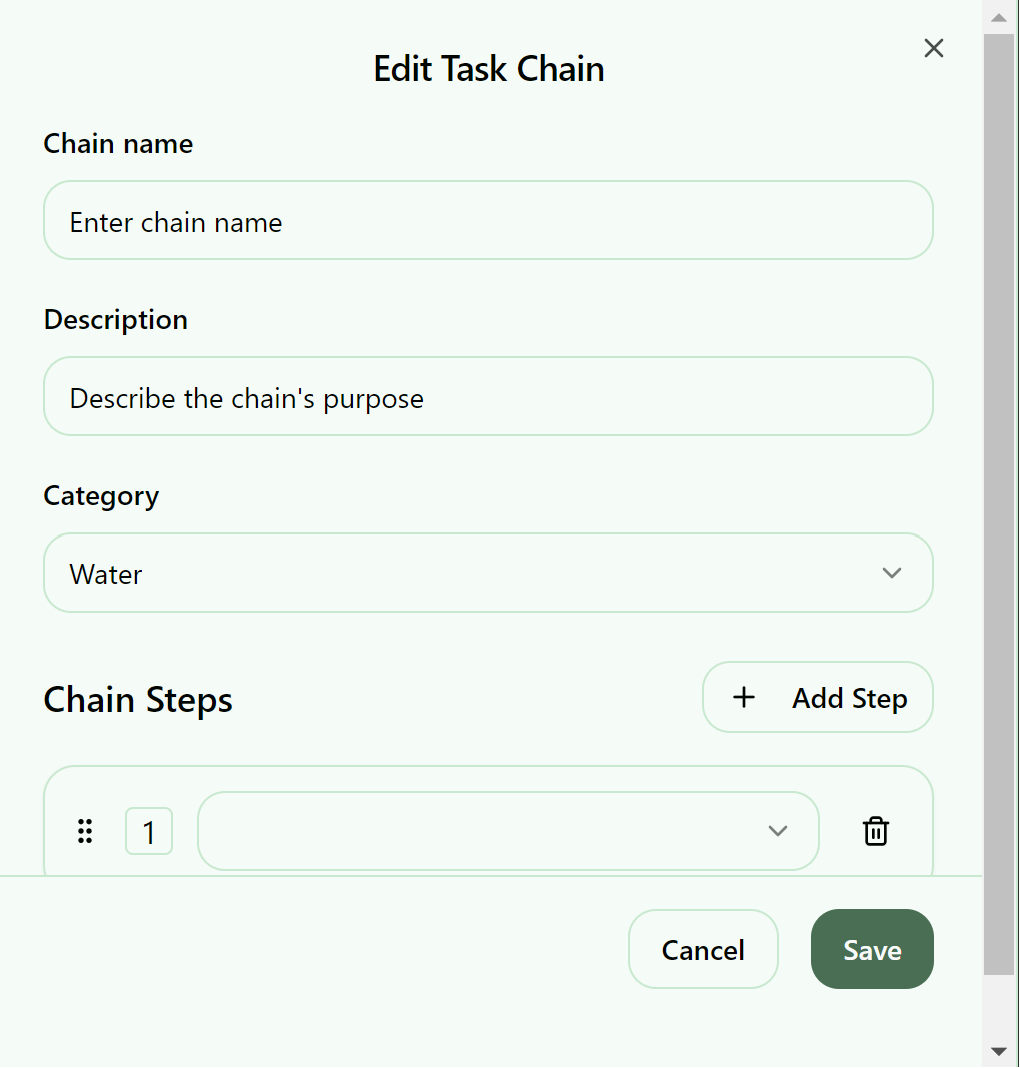 Edit Task Chain
Chain name
Enter chain name
Description
Describe the chain's purpose
Category
Water
Chain Steps
Add Step
1
Cancel
Save